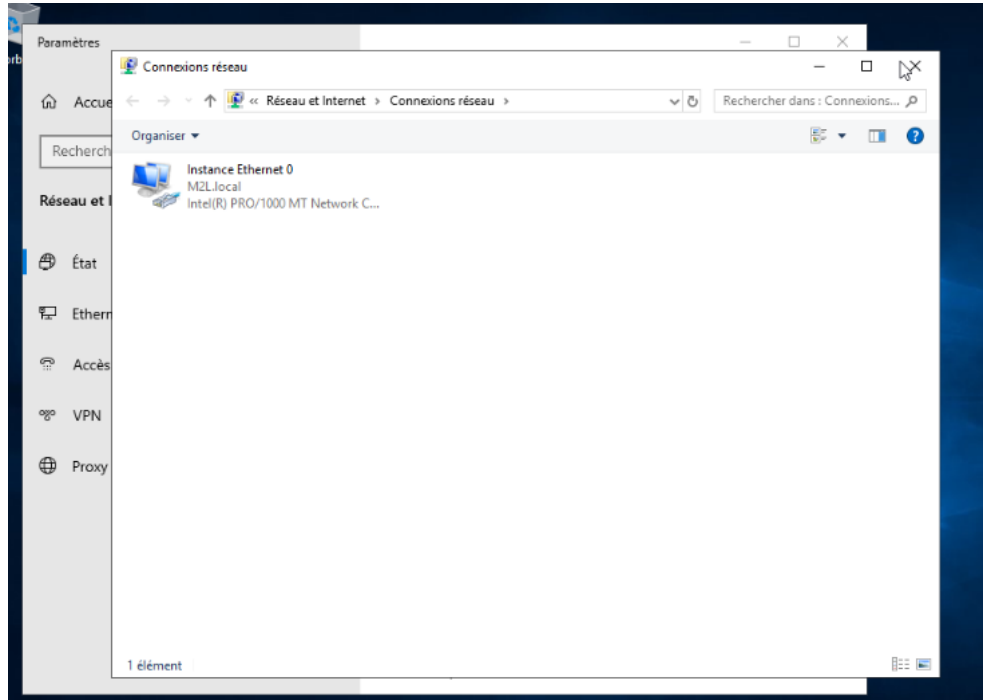 orb
Paramètres
Connexions réseau
Accue
« Réseau et Internet > Connexions réseau >
Rechercher dans : Connexions...
Organiser
Recherch
Instance Ethernet 0
M2L.local
Intel(R) PRO/1000 MT Network C...
Réseau et I
État
Ethern
Accès
VPN
Proxy
1 élément